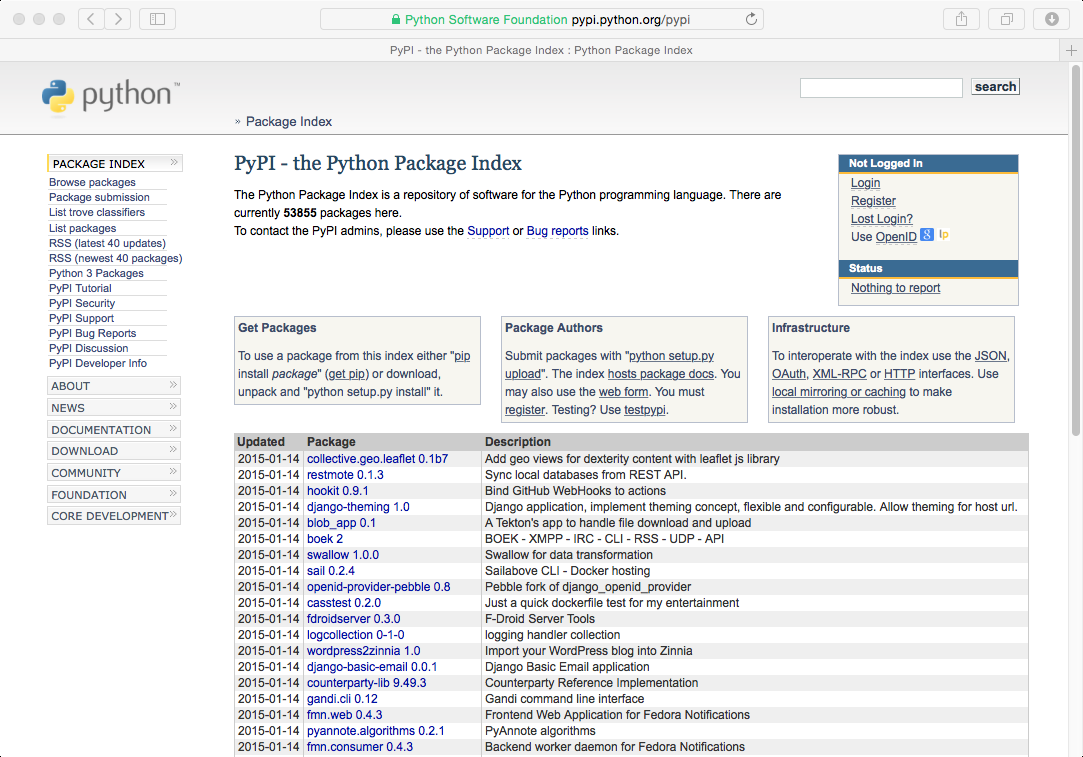 Python Software Foundation pypi.python.org/pypi
PyPI - the Python Package Index : Python Package Index
python™
search
» Package Index
PACKAGE INDEX »
Browse packages
Package submission
List trove classifiers
List packages
RSS (latest 40 updates)
RSS (newest 40 packages)
Python 3 Packages
PyPI Tutorial
PyPI Security
PyPI Support
PyPI Bug Reports
PyPI Discussion
PyPI Developer Info
ABOUT »
NEWS »
DOCUMENTATION »
DOWNLOAD »
COMMUNITY »
FOUNDATION »
CORE DEVELOPMENT »
PyPI - the Python Package Index
The Python Package Index is a repository of software for the Python programming language. There are
currently 53855 packages here.
To contact the PyPI admins, please use the Support or Bug reports links.
Not Logged In
Login
Register
Lost Login?
Use OpenID g lp
Status
Nothing to report
Get Packages
To use a package from this index either "pip
install package" (get pip) or download,
unpack and "python setup.py install" it.
Package Authors
Submit packages with "python setup.py
upload". The index hosts package docs. You
may also use the web form. You must
register. Testing? Use testpypi.
Infrastructure
To interoperate with the index use the JSON,
OAuth, XML-RPC or HTTP interfaces. Use
local mirroring or caching to make
installation more robust.
Updated Package Description
2015-01-14 collective.geo.leaflet 0.1b7 Add geo views for dexterity content with leaflet js library
2015-01-14 restmote 0.1.3 Sync local databases from REST API.
2015-01-14 hookit 0.9.1 Bind GitHub WebHooks to actions
2015-01-14 django-theming 1.0 Django application, implement theming concept, flexible and configurable. Allow theming for host url.
2015-01-14 blob_app 0.1 A Tekton's app to handle file download and upload
2015-01-14 boek 2 BOEK - XMPP - IRC - CLI - RSS - UDP - API
2015-01-14 swallow 1.0.0 Swallow for data transformation
2015-01-14 sail 0.2.4 Sailabove CLI - Docker hosting
2015-01-14 openid-provider-pebble 0.8 Pebble fork of django_openid_provider
2015-01-14 casstest 0.2.0 Just a quick dockerfile test for my entertainment
2015-01-14 fdroidserver 0.3.0 F-Droid Server Tools
2015-01-14 logcollection 0-1-0 logging handler collection
2015-01-14 wordpress2zinnia 1.0 Import your WordPress blog into Zinnia
2015-01-14 django-basic-email 0.0.1 Django Basic Email application
2015-01-14 counterparty-lib 9.49.3 Counterparty Reference Implementation
2015-01-14 gandi.cli 0.12 Gandi command line interface
2015-01-14 fmn.web 0.4.3 Frontend Web Application for Fedora Notifications
2015-01-14 pyannote.algorithms 0.2.1 PyAnnote algorithms
2015-01-14 fmn.consumer 0.4.3 Backend worker daemon for Fedora Notifications